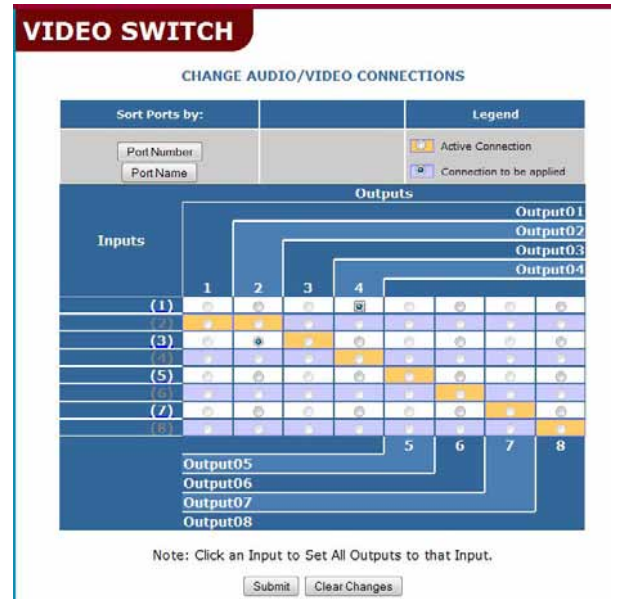 VIDEO SWITCH
CHANGE AUDIO/VIDEO CONNECTIONS
Sort Ports by:
Legend
Port Number
Port Name
Active Connection
Connection to be applied
Outputs
Inputs
Output01
Output02
Output03
Output04
1 2 3 4
(1)
(2)
(3)
(4)
(5)
(6)
(7)
(8)
5 6 7 8
Output05
Output06
Output07
Output08
Note: Click an Input to Set All Outputs to that Input.
Submit Clear Changes